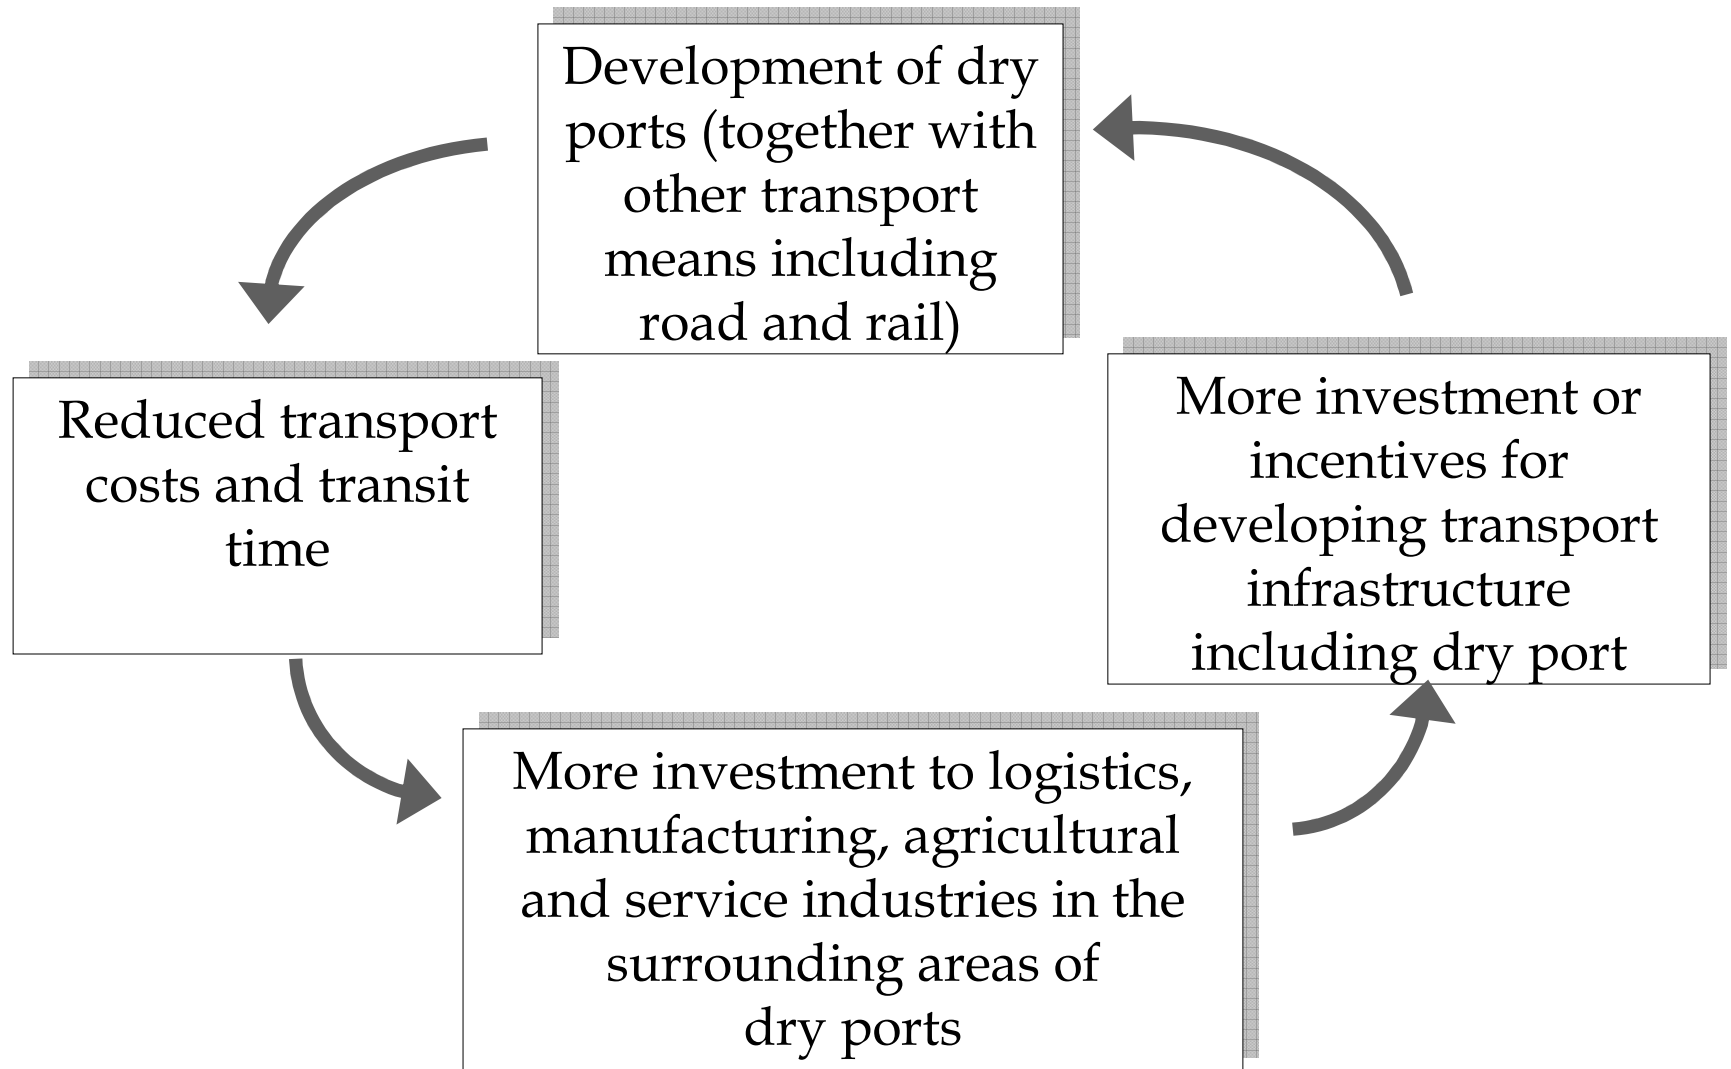 Development of dry
ports (together with
other transport
means including
road and rail)
Reduced transport
costs and transit
time
More investment or
incentives for
developing transport
infrastructure
including dry port
More investment to logistics,
manufacturing, agricultural
and service industries in the
surrounding areas of
dry ports